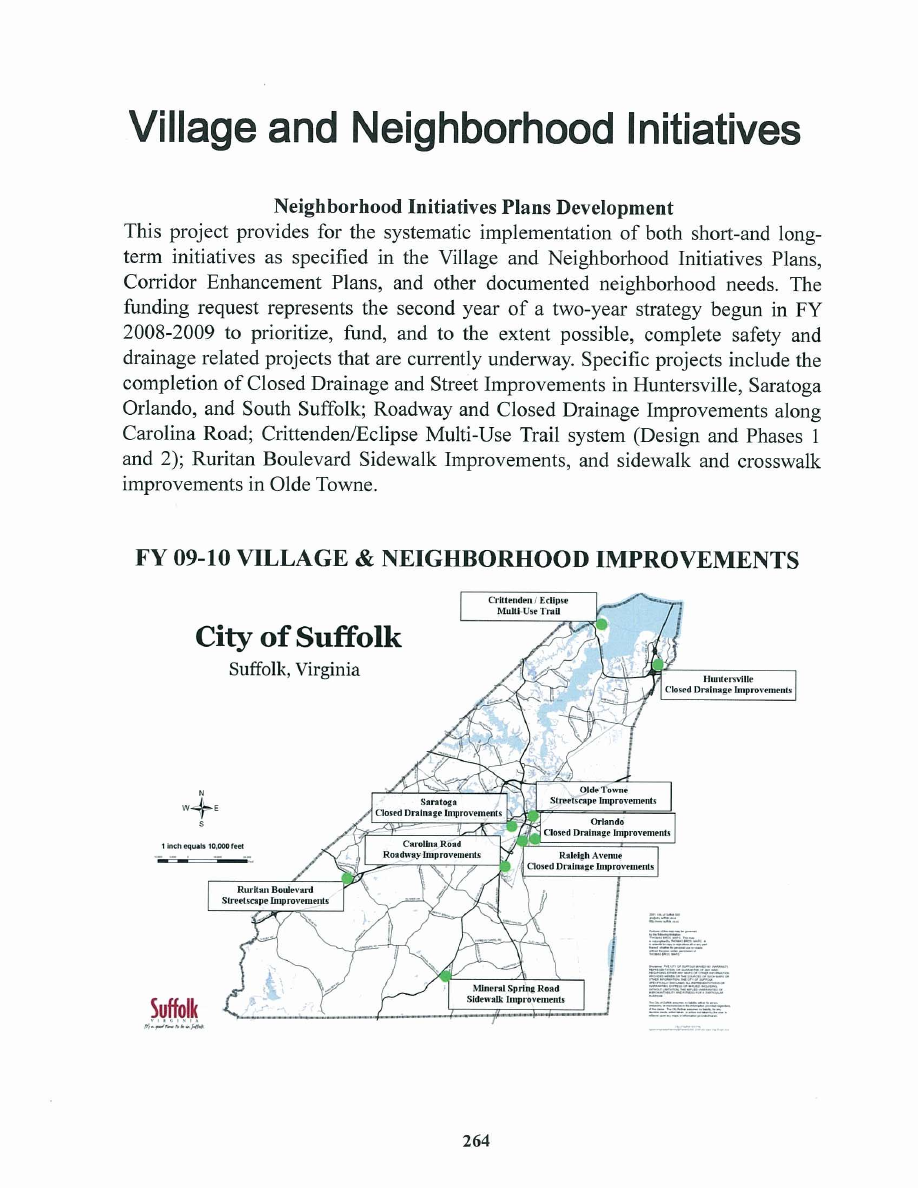 Village and Neighborhood Initiatives
Neighborhood Initiatives Plans Development
This project provides for the systematic implementation of both short-and long-
term initiatives as specified in the Village and Neighborhood Initiatives Plans,
Corridor Enhancement Plans, and other documented neighborhood needs. The
funding request represents the second year of a two-year strategy begun in FY
2008-2009 to prioritize, fund, and to the extent possible, complete safety and
drainage related projects that are currently underway. Specific projects include the
completion of Closed Drainage and Street Improvements in Huntersville, Saratoga
Orlando, and South Suffolk; Roadway and Closed Drainage Improvements along
Carolina Road; Crittenden/Eclipse Multi-Use Trail system (Design and Phases 1
and 2); Ruritan Boulevard Sidewalk Improvements, and sidewalk and crosswalk
improvements in Olde Towne.
FY 09-10 VILLAGE & NEIGHBORHOOD IMPROVEMENTS
City of Suffolk
Suffolk, Virginia
Crittenden / Eclipse
Multi-Use Trail
Huntersville
Closed Drainage Improvements
Olde Towne
Streetscape Improvements
Saratoga
Closed Drainage Improvements
Orlando
Closed Drainage Improvements
Carolina Road
Roadway Improvements
Raleigh Avenue
Closed Drainage Improvements
Ruritan Boulevard
Streetscape Improvements
Mineral Spring Road
Sidewalk Improvements
N
W E
S
1 inch equals 10,000 feet
Suffolk
VIRGINIA
It's a good time to be in Suffolk
264